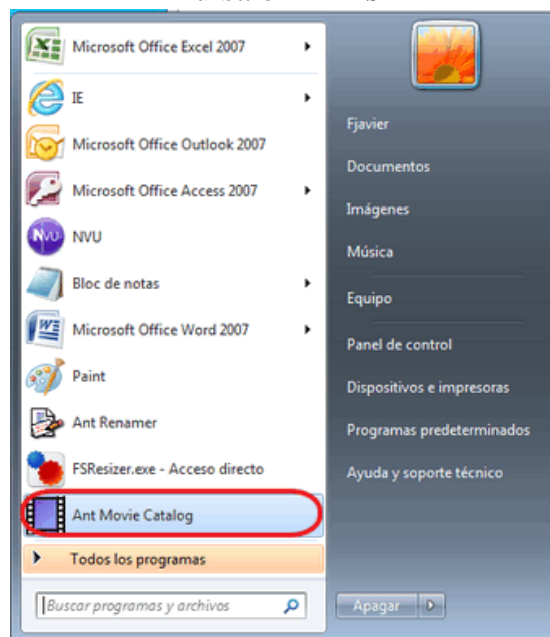 Microsoft Office Excel 2007
IE
Microsoft Office Outlook 2007
Microsoft Office Access 2007
NVU
Bloc de notas
Microsoft Office Word 2007
Paint
Ant Renamer
FSResizer.exe - Acceso directo
Ant Movie Catalog
Todos los programas
Buscar programas y archivos
Fjavier
Documentos
Imágenes
Música
Equipo
Panel de control
Dispositivos e impresoras
Programas predeterminados
Ayuda y soporte técnico
Apagar